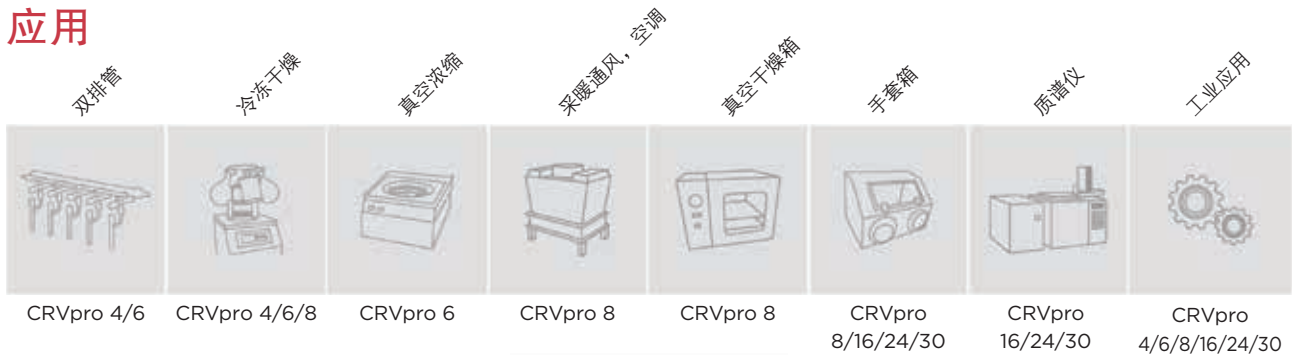 应用
双排管
冷冻干燥
真空浓缩
采暖通风，空调
真空干燥箱
手套箱
质谱仪
工业应用
CRVpro 4/6
CRVpro 4/6/8
CRVpro 6
CRVpro 8
CRVpro 8
CRVpro
8/16/24/30
CRVpro
16/24/30
CRVpro
4/6/8/16/24/30